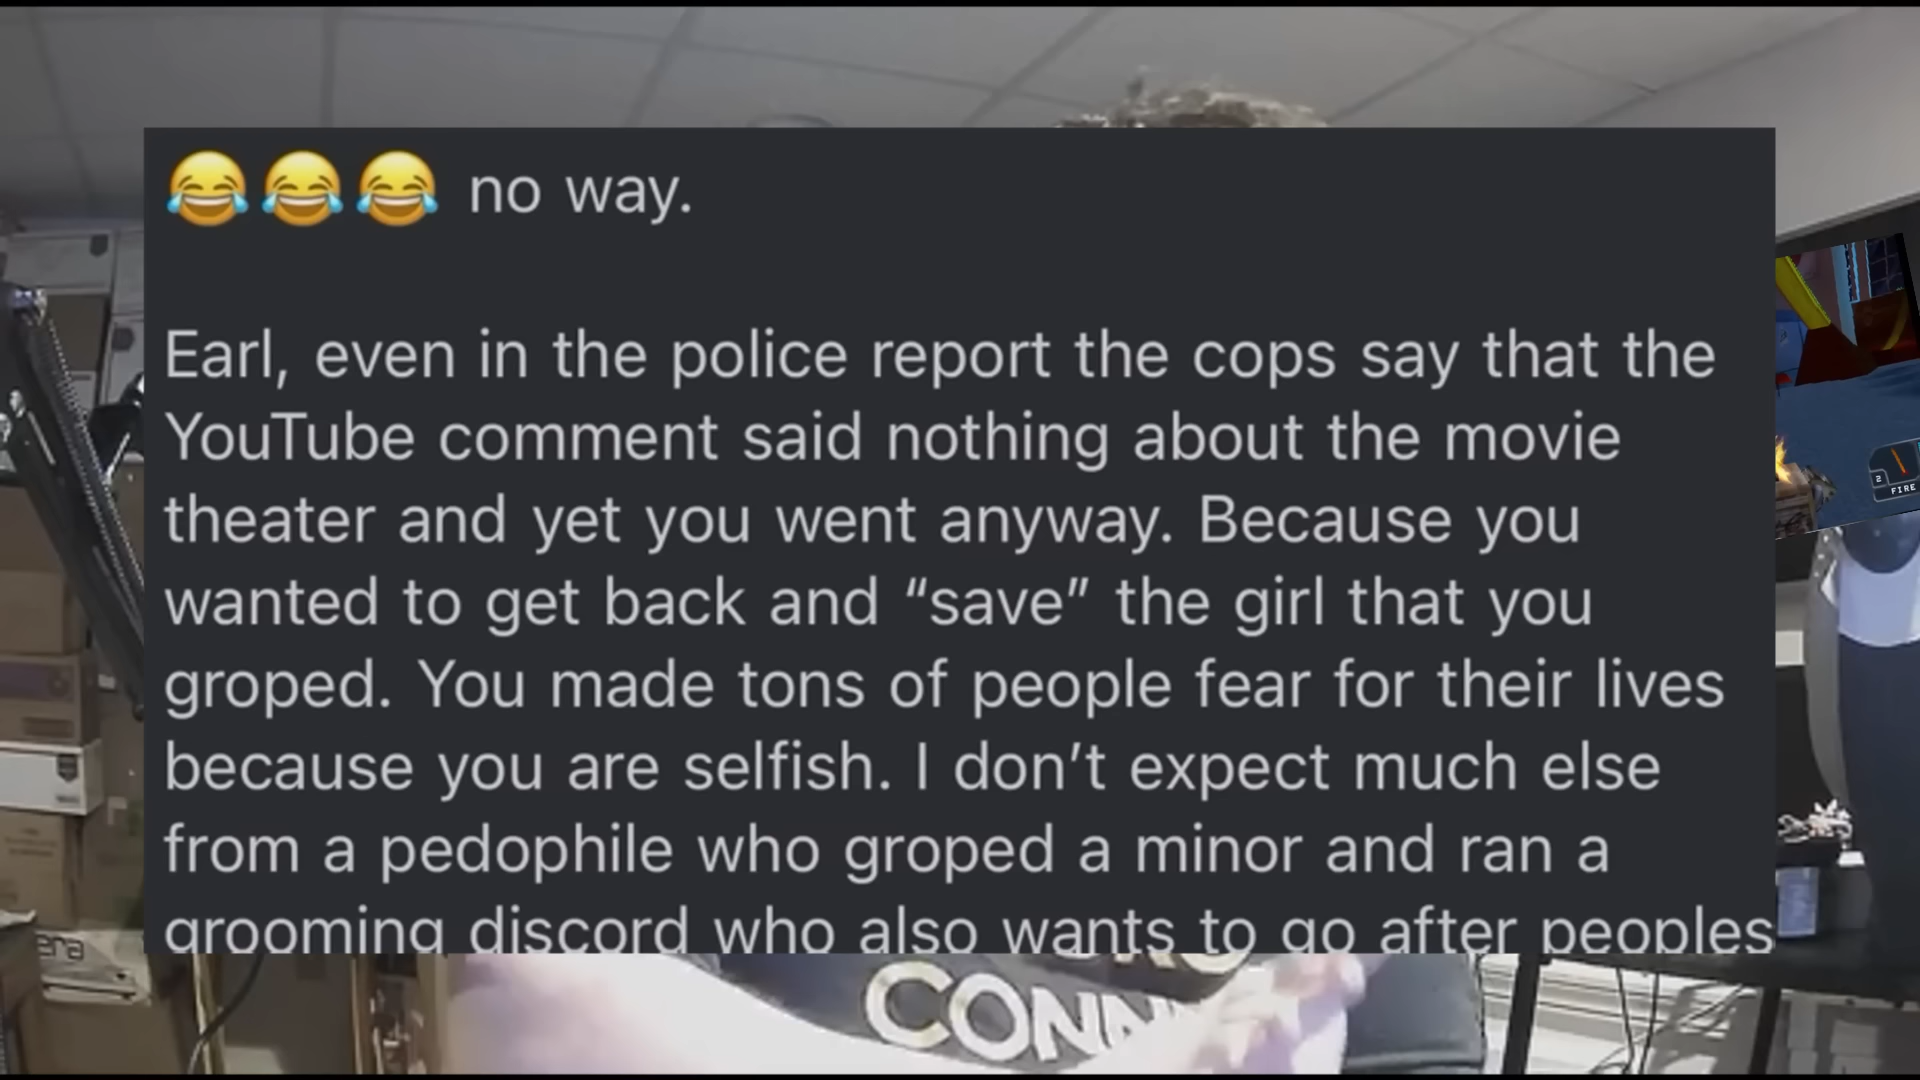 😂😂😂 no way.
Earl, even in the police report the cops say that the
YouTube comment said nothing about the movie
theater and yet you went anyway. Because you
wanted to get back and “save” the girl that you
groped. You made tons of people fear for their lives
because you are selfish. I don’t expect much else
from a pedophile who groped a minor and ran a
grooming discord who also wants to go after peoples
2
FIRE
CONN